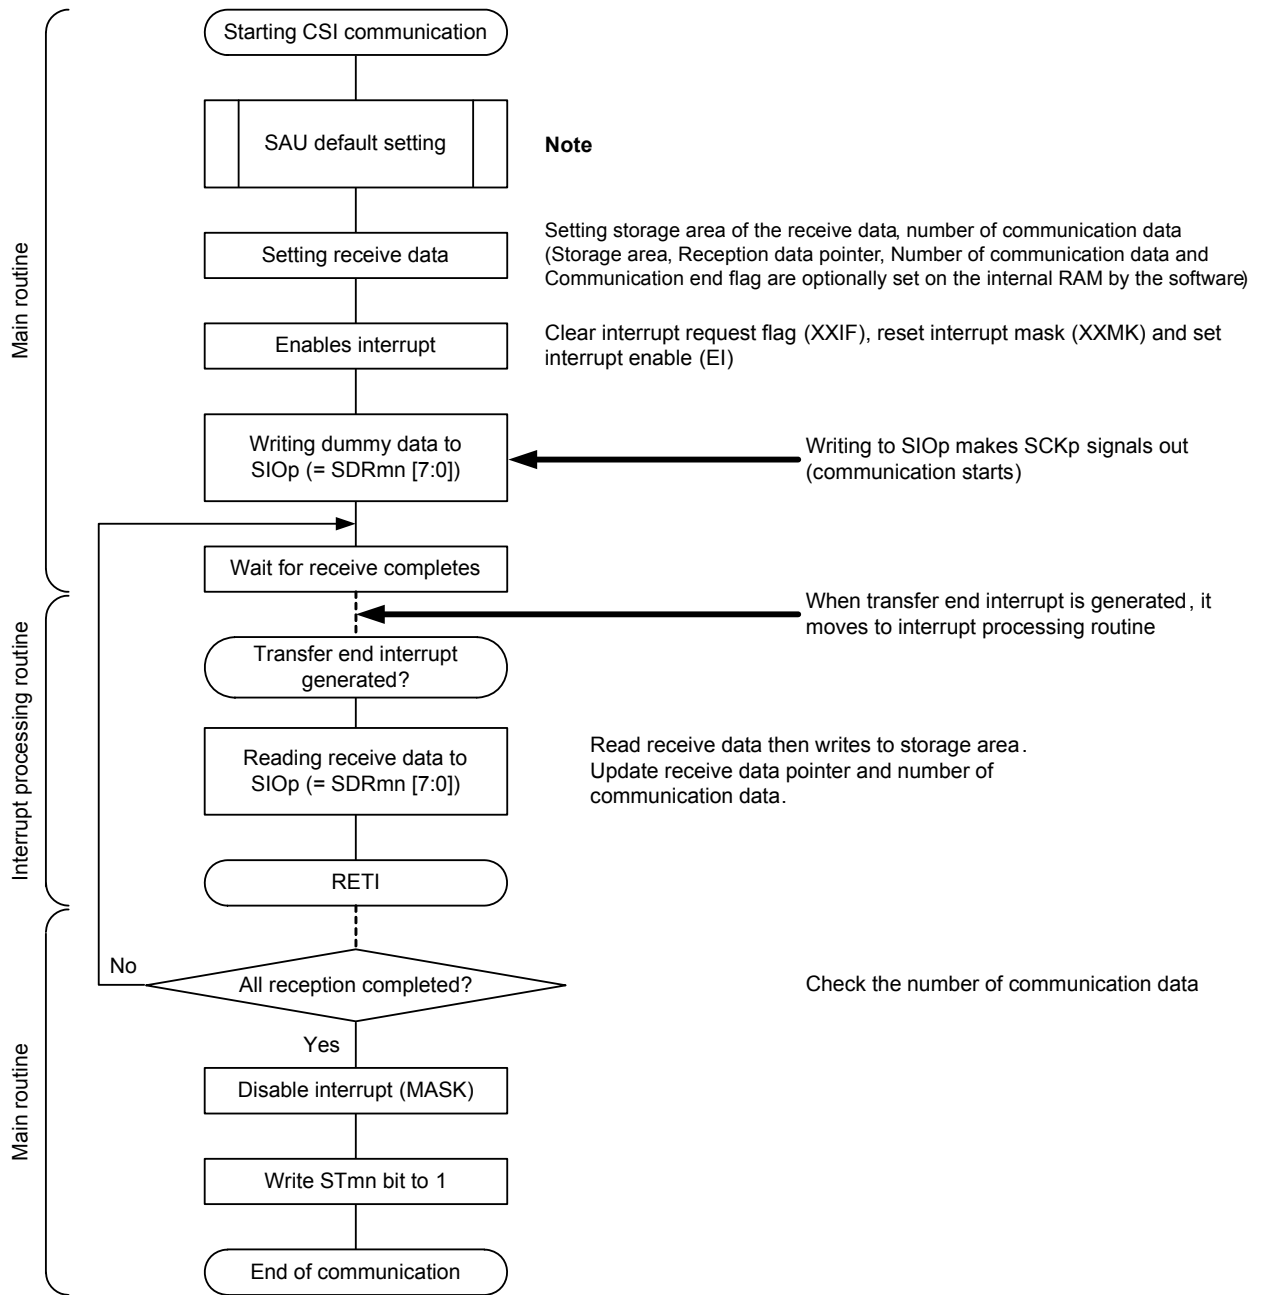 Starting CSI communication
SAU default setting
Note
Setting receive data
Setting storage area of the receive data, number of communication data
(Storage area, Reception data pointer, Number of communication data and
Communication end flag are optionally set on the internal RAM by the software)
Main routine
Enables interrupt
Clear interrupt request flag (XXIF), reset interrupt mask (XXMK) and set
interrupt enable (EI)
Writing dummy data to
SIOp (= SDRmn [7:0])
Writing to SIOp makes SCKp signals out
(communication starts)
Wait for receive completes
When transfer end interrupt is generated, it
moves to interrupt processing routine
Transfer end interrupt
generated?
Interrupt processing routine
Reading receive data to
SIOp (= SDRmn [7:0])
Read receive data then writes to storage area.
Update receive data pointer and number of
communication data.
RETI
No
All reception completed?
Check the number of communication data
Yes
Main routine
Disable interrupt (MASK)
Write STmn bit to 1
End of communication